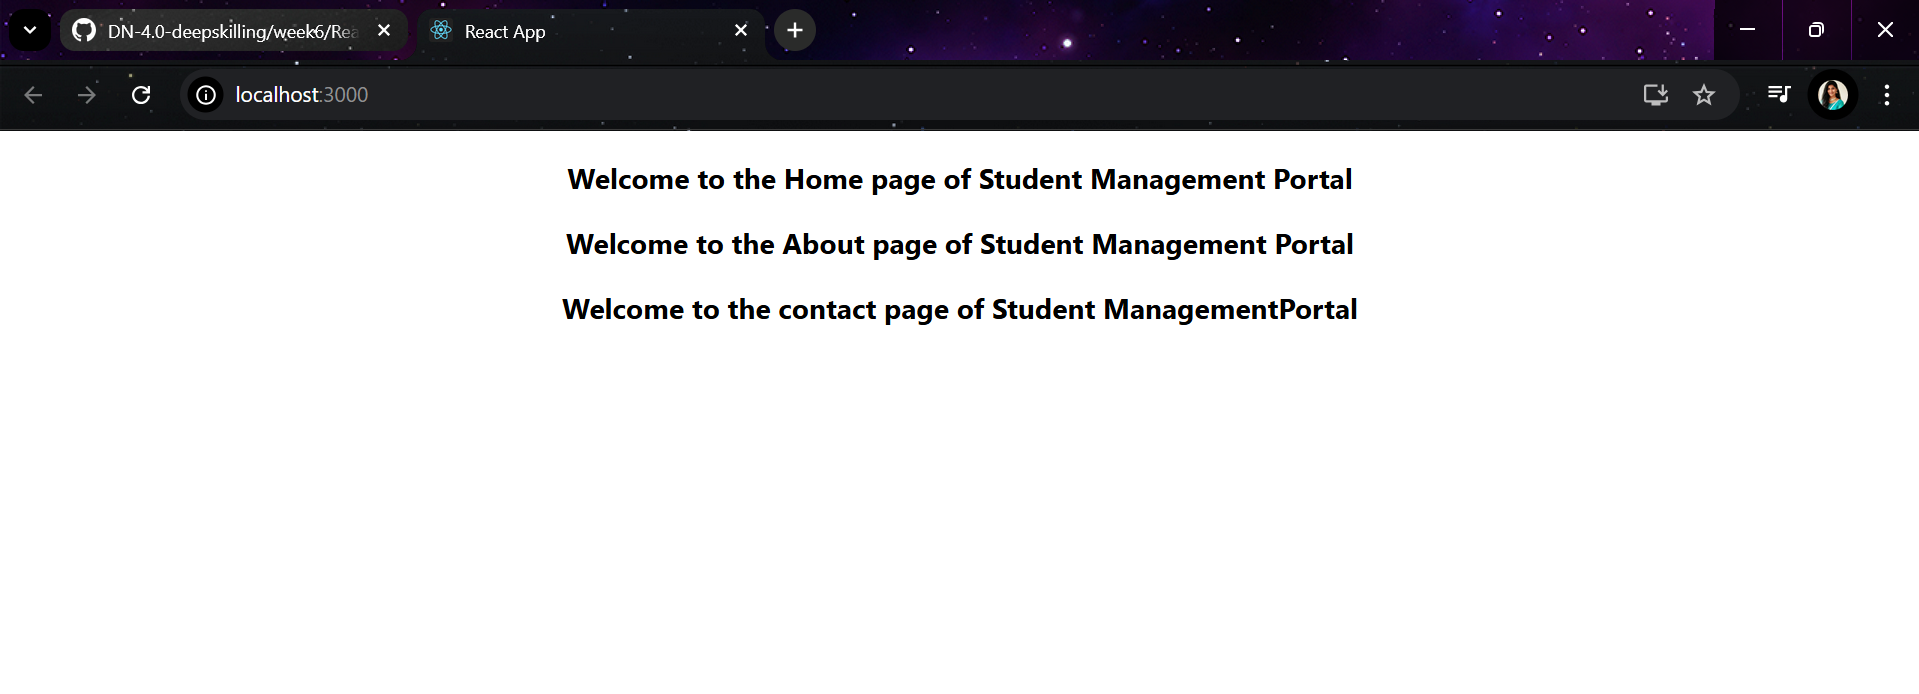 DN-4.0-deepskilling/week6/Rea
React App
localhost:3000
Welcome to the Home page of Student Management Portal
Welcome to the About page of Student Management Portal
Welcome to the contact page of Student ManagementPortal